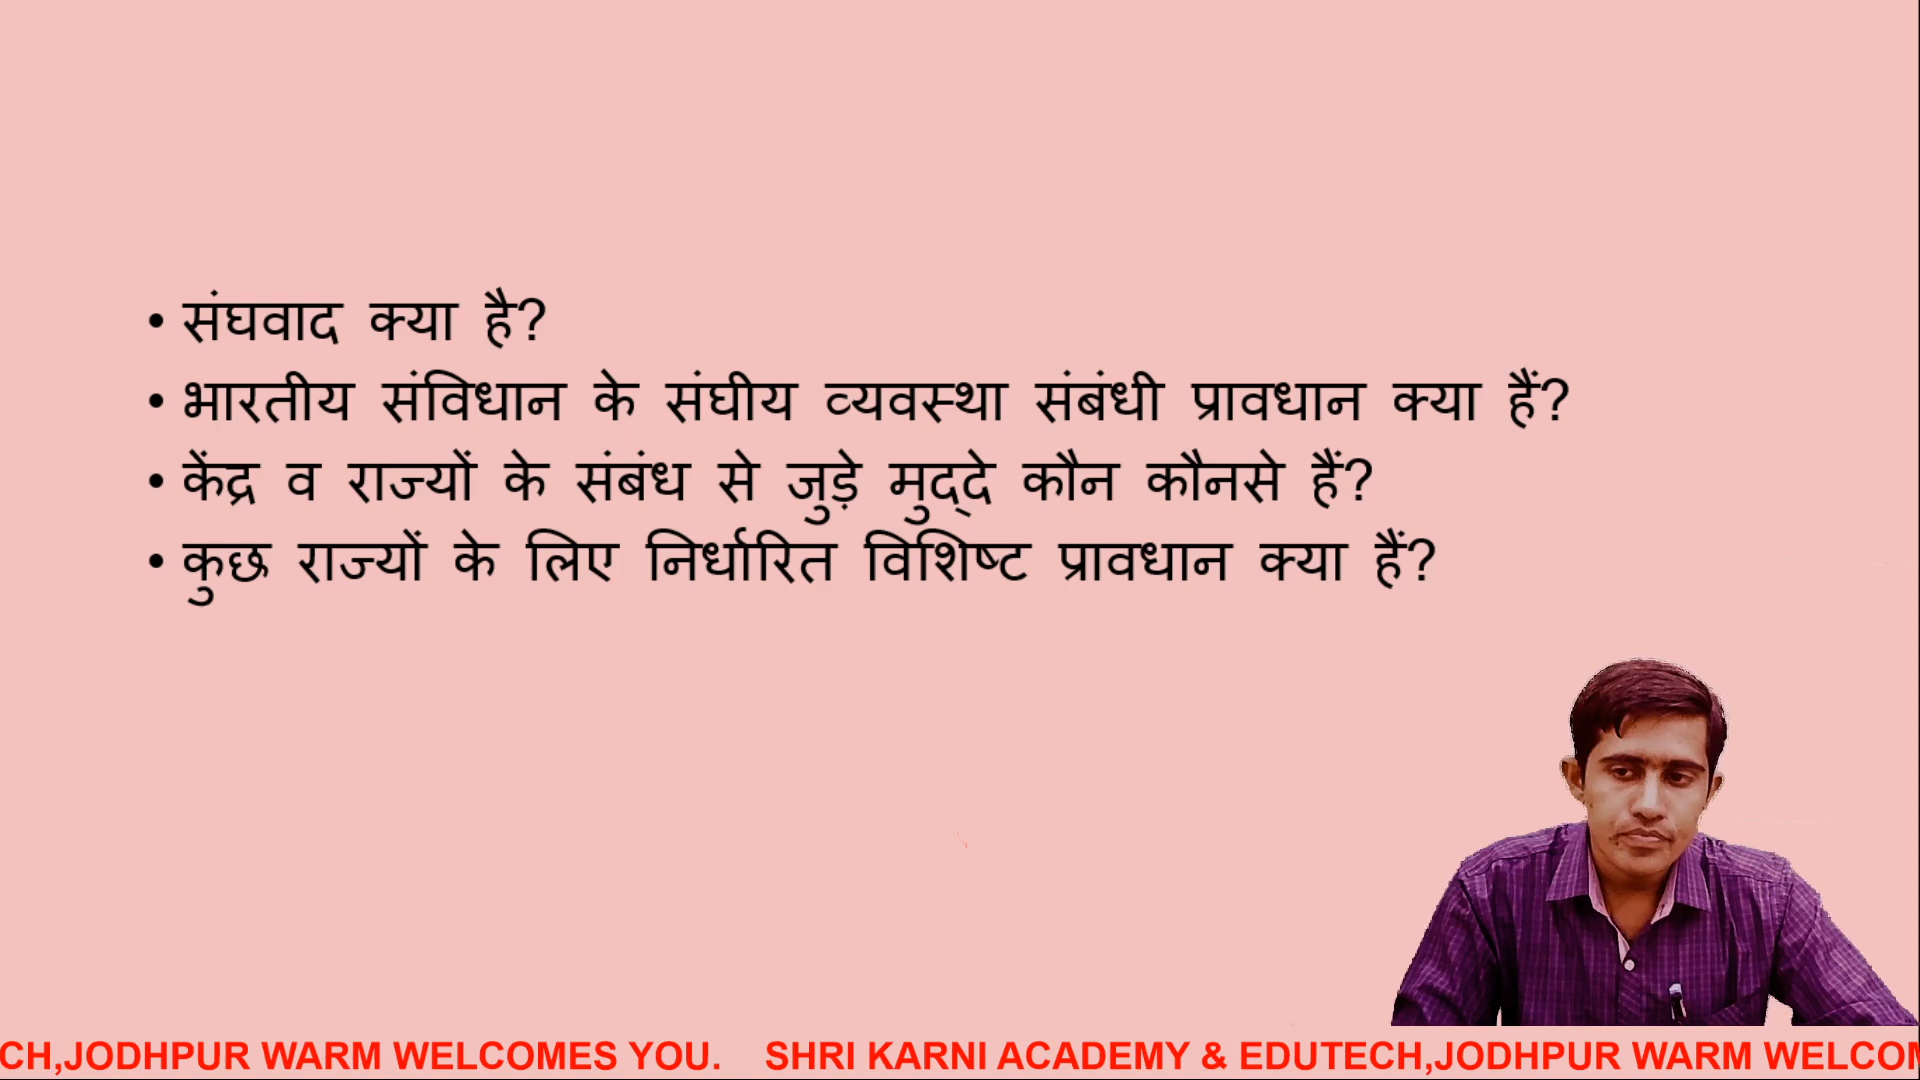 • संघवाद क्या है?
• भारतीय संविधान के संघीय व्यवस्था संबंधी प्रावधान क्या हैं?
• केंद्र व राज्यों के संबंध से जुड़े मुद्दे कौन कौनसे हैं?
• कुछ राज्यों के लिए निर्धारित विशिष्ट प्रावधान क्या हैं?
CH,JODHPUR WARM WELCOMES YOU. SHRI KARNI ACADEMY & EDUTECH,JODHPUR WARM WELCOM